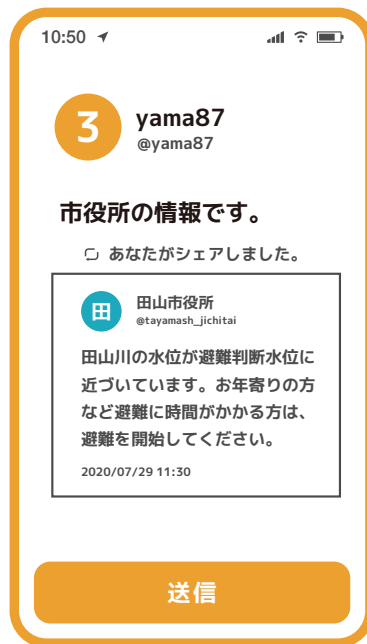 10:50
3
yama87
@yama87
市役所の情報です。
あなたがシェアしました。
田
田山市役所
@tayamash_jichitai
田山川の水位が避難判断水位に
近づいています。お年寄りの方
など避難に時間がかかる方は、
避難を開始してください。
2020/07/29 11:30
送信